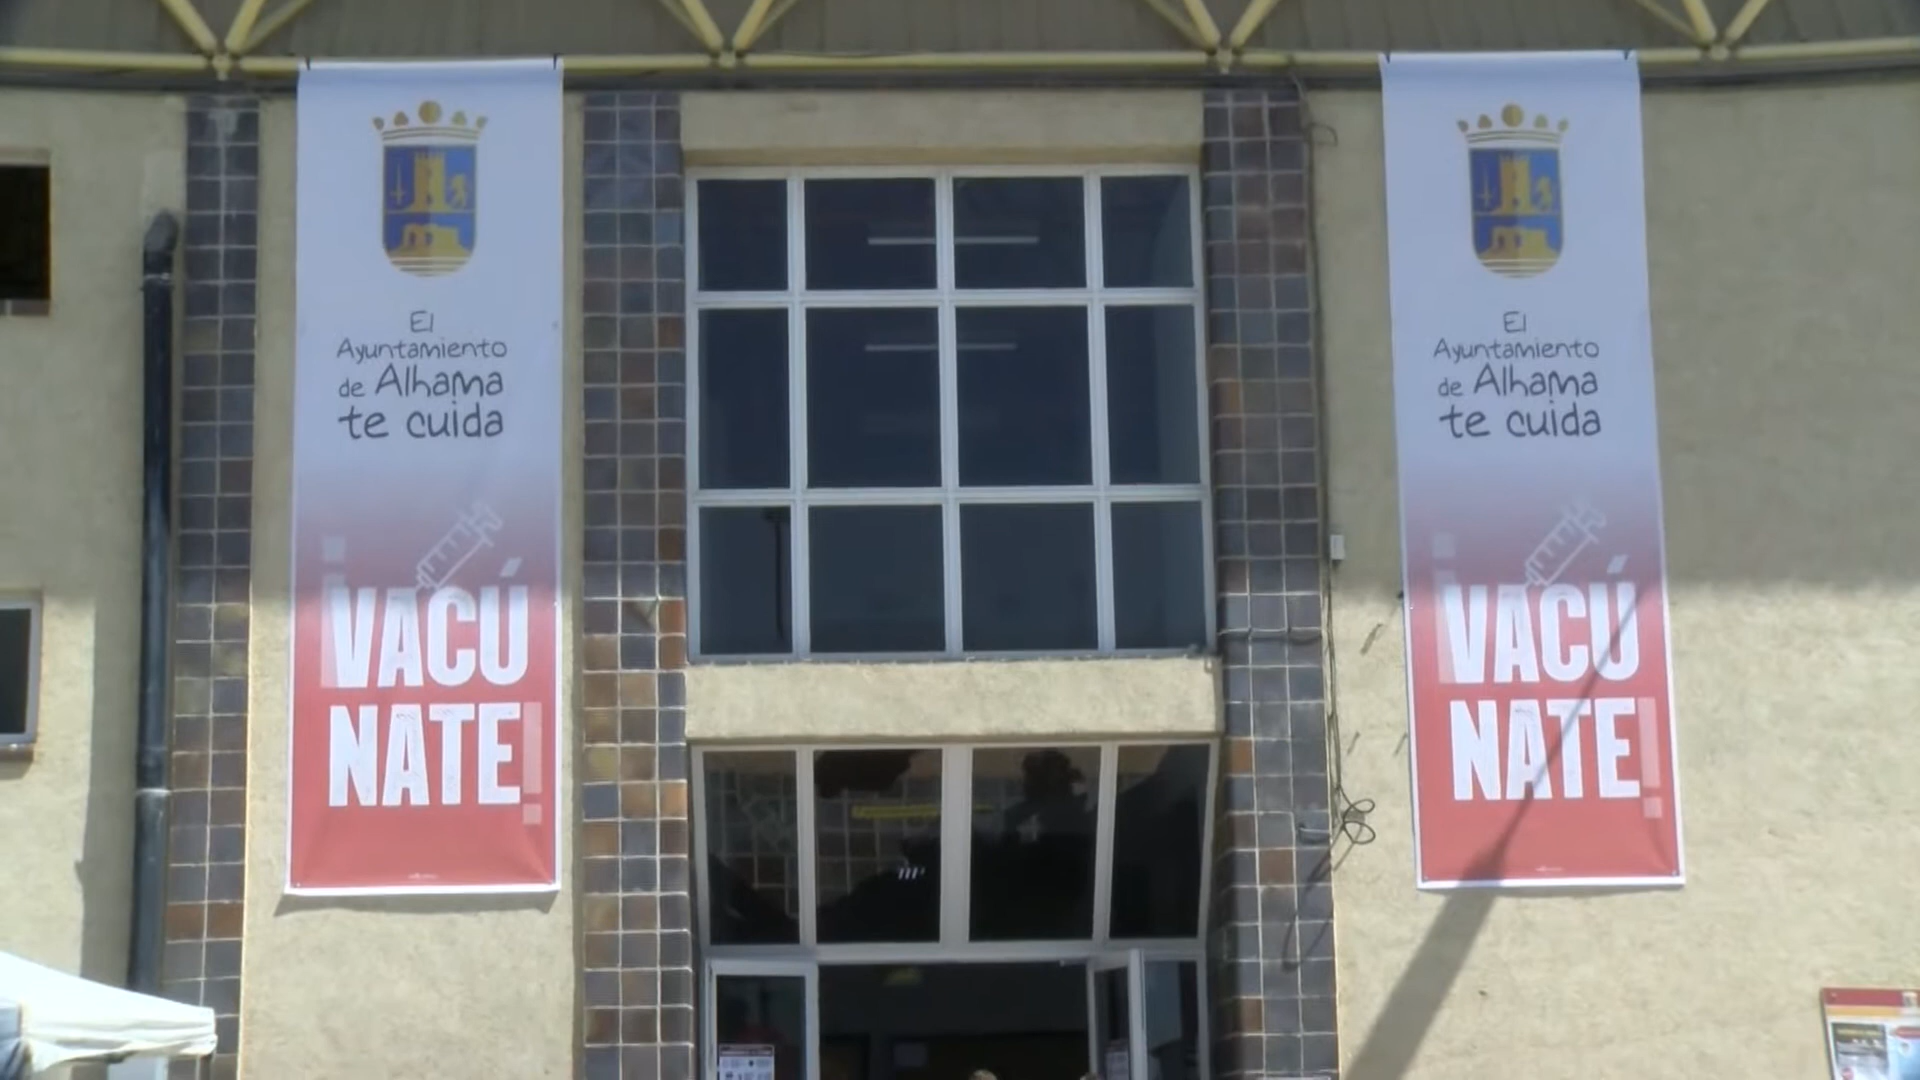 El
Ayuntamiento
de Alhama
te cuida
¡VACÚ
NATE!
El
Ayuntamiento
de Alhama
te cuida
¡VACÚ
NATE!